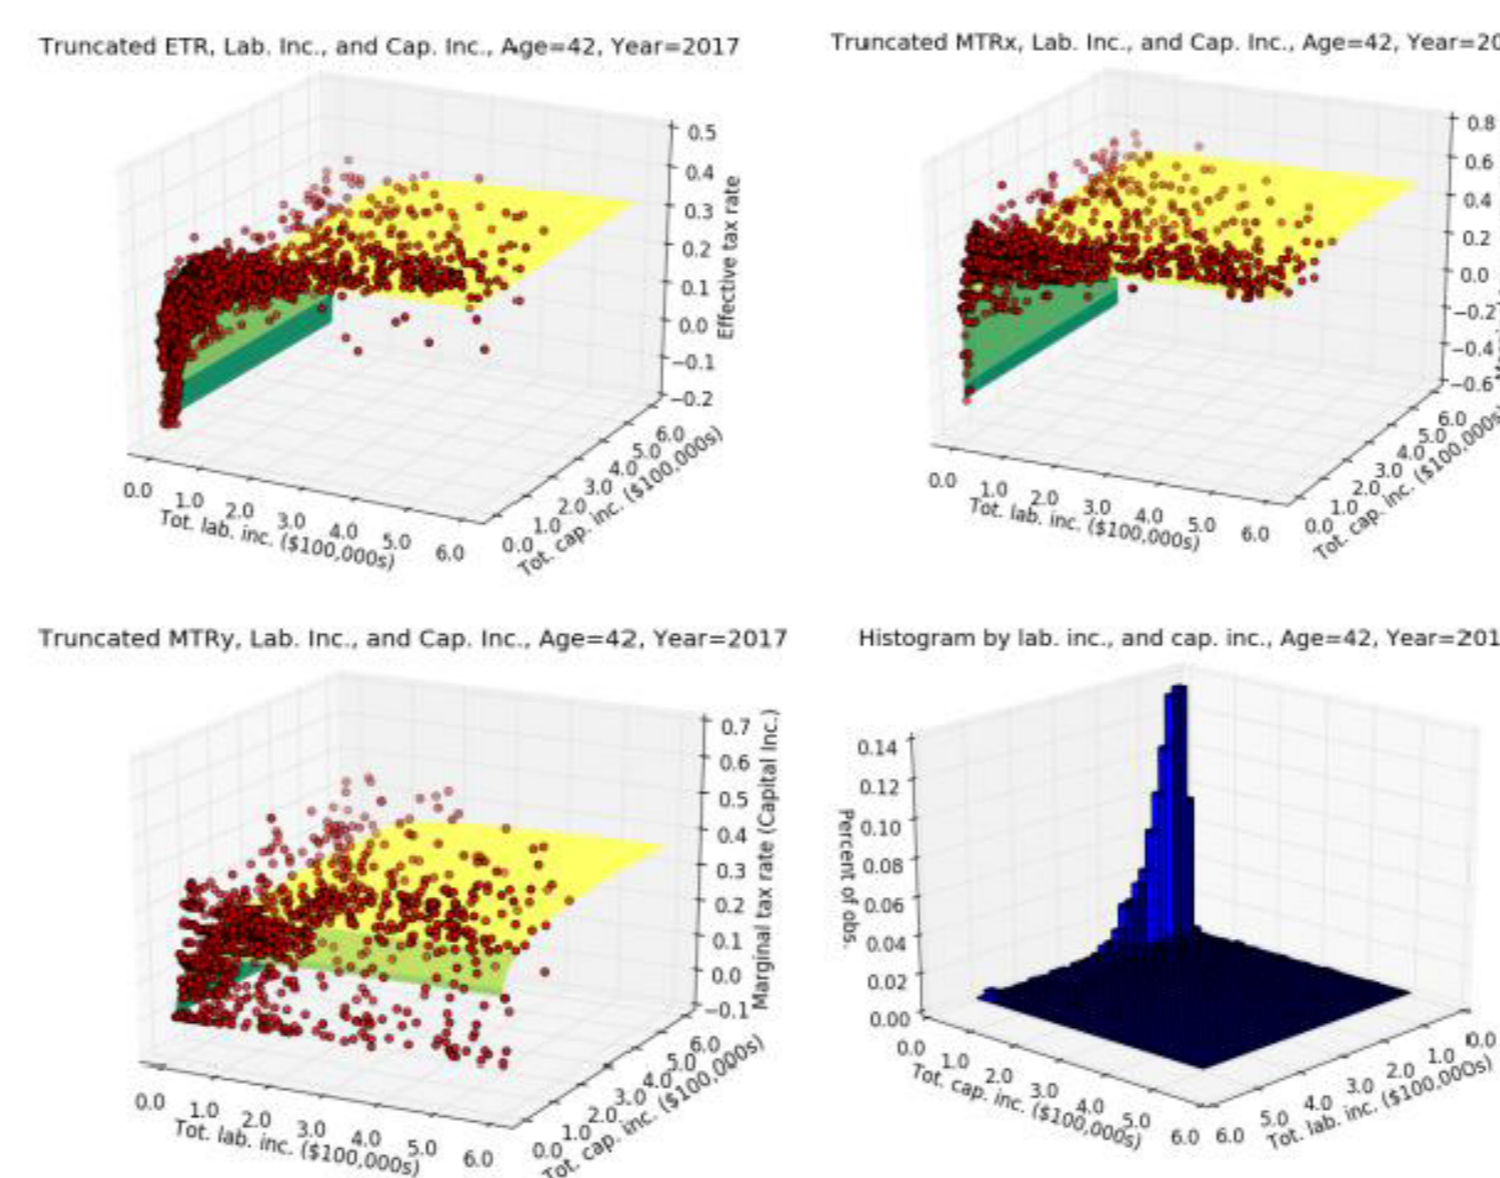 Truncated ETR, Lab. Inc., and Cap. Inc., Age=42, Year=2017
0.5
0.4
0.3
0.2
0.1
0.0
−0.1
−0.2
Effective tax rate
0.0 1.0 2.0 3.0 4.0 5.0 6.0
Tot. lab. inc. ($100,000s)
0.0 1.0 2.0 3.0 4.0 5.0 6.0
Tot. cap. inc. ($100,000s)
Truncated MTRx, Lab. Inc., and Cap. Inc., Age=42, Year=20
0.8
0.6
0.4
0.2
0.0
−0.2
−0.4
−0.6
0.0 1.0 2.0 3.0 4.0 5.0 6.0
Tot. lab. inc. ($100,000s)
0.0 1.0 2.0 3.0 4.0 5.0 6.0
Tot. cap. inc. ($100,000s)
Truncated MTRy, Lab. Inc., and Cap. Inc., Age=42, Year=2017
0.7
0.6
0.5
0.4
0.3
0.2
0.1
0.0
−0.1
Marginal tax rate (Capital Inc.)
0.0 1.0 2.0 3.0 4.0 5.0 6.0
Tot. lab. inc. ($100,000s)
0.0 1.0 2.0 3.0 4.0 5.0 6.0
Tot. cap. inc. ($100,000s)
Histogram by lab. inc., and cap. inc., Age=42, Year=201
0.14
0.12
0.10
0.08
0.06
0.04
0.02
0.00
Percent of obs.
0.0 1.0 2.0 3.0 4.0 5.0 6.0
Tot. cap. inc. ($100,000s)
6.0 5.0 4.0 3.0 2.0 1.0 0.0
Tot. lab. inc. ($100,000s)